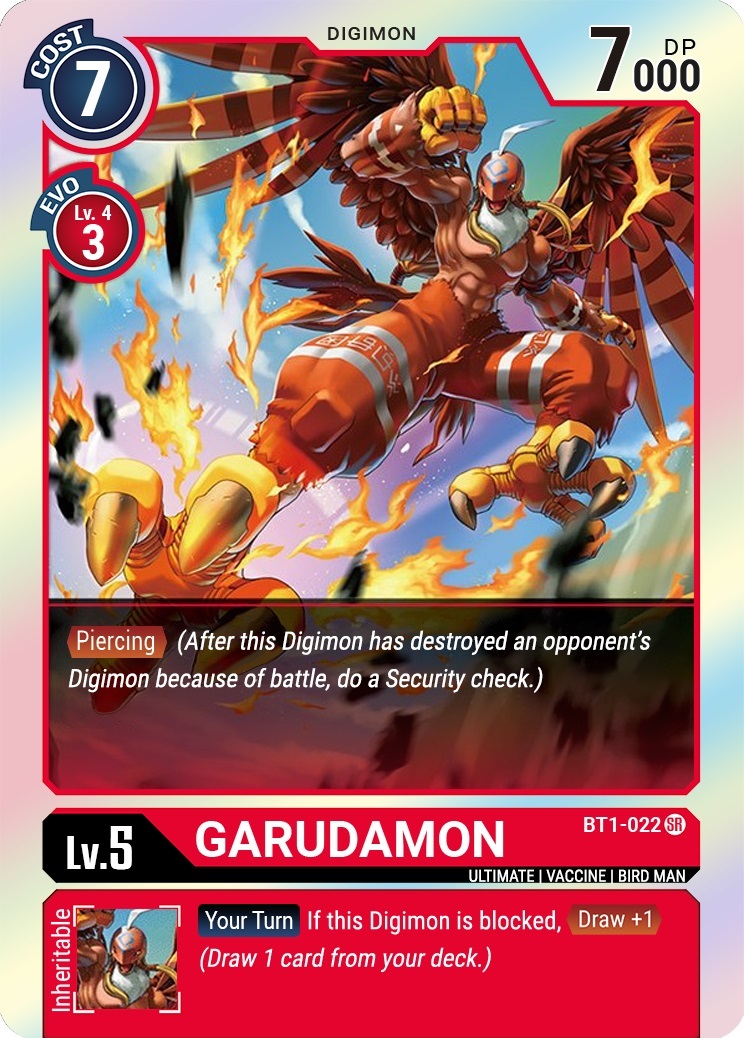 DIGIMON
COST
7
DP
7000
EVO
Lv. 4
3
Piercing (After this Digimon has destroyed an opponent's
Digimon because of battle, do a Security check.)
Lv.5
GARUDAMON
BT1-022 SR
ULTIMATE | VACCINE | BIRD MAN
Inheritable
Your Turn If this Digimon is blocked, Draw +1
(Draw 1 card from your deck.)